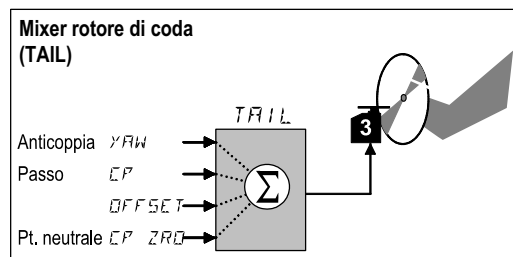 Mixer rotore di coda
(TAIL)
TAIL
Anticoppia YAW
Passo CP
OFFSET
Pt. neutrale CP ZRO
Σ
3